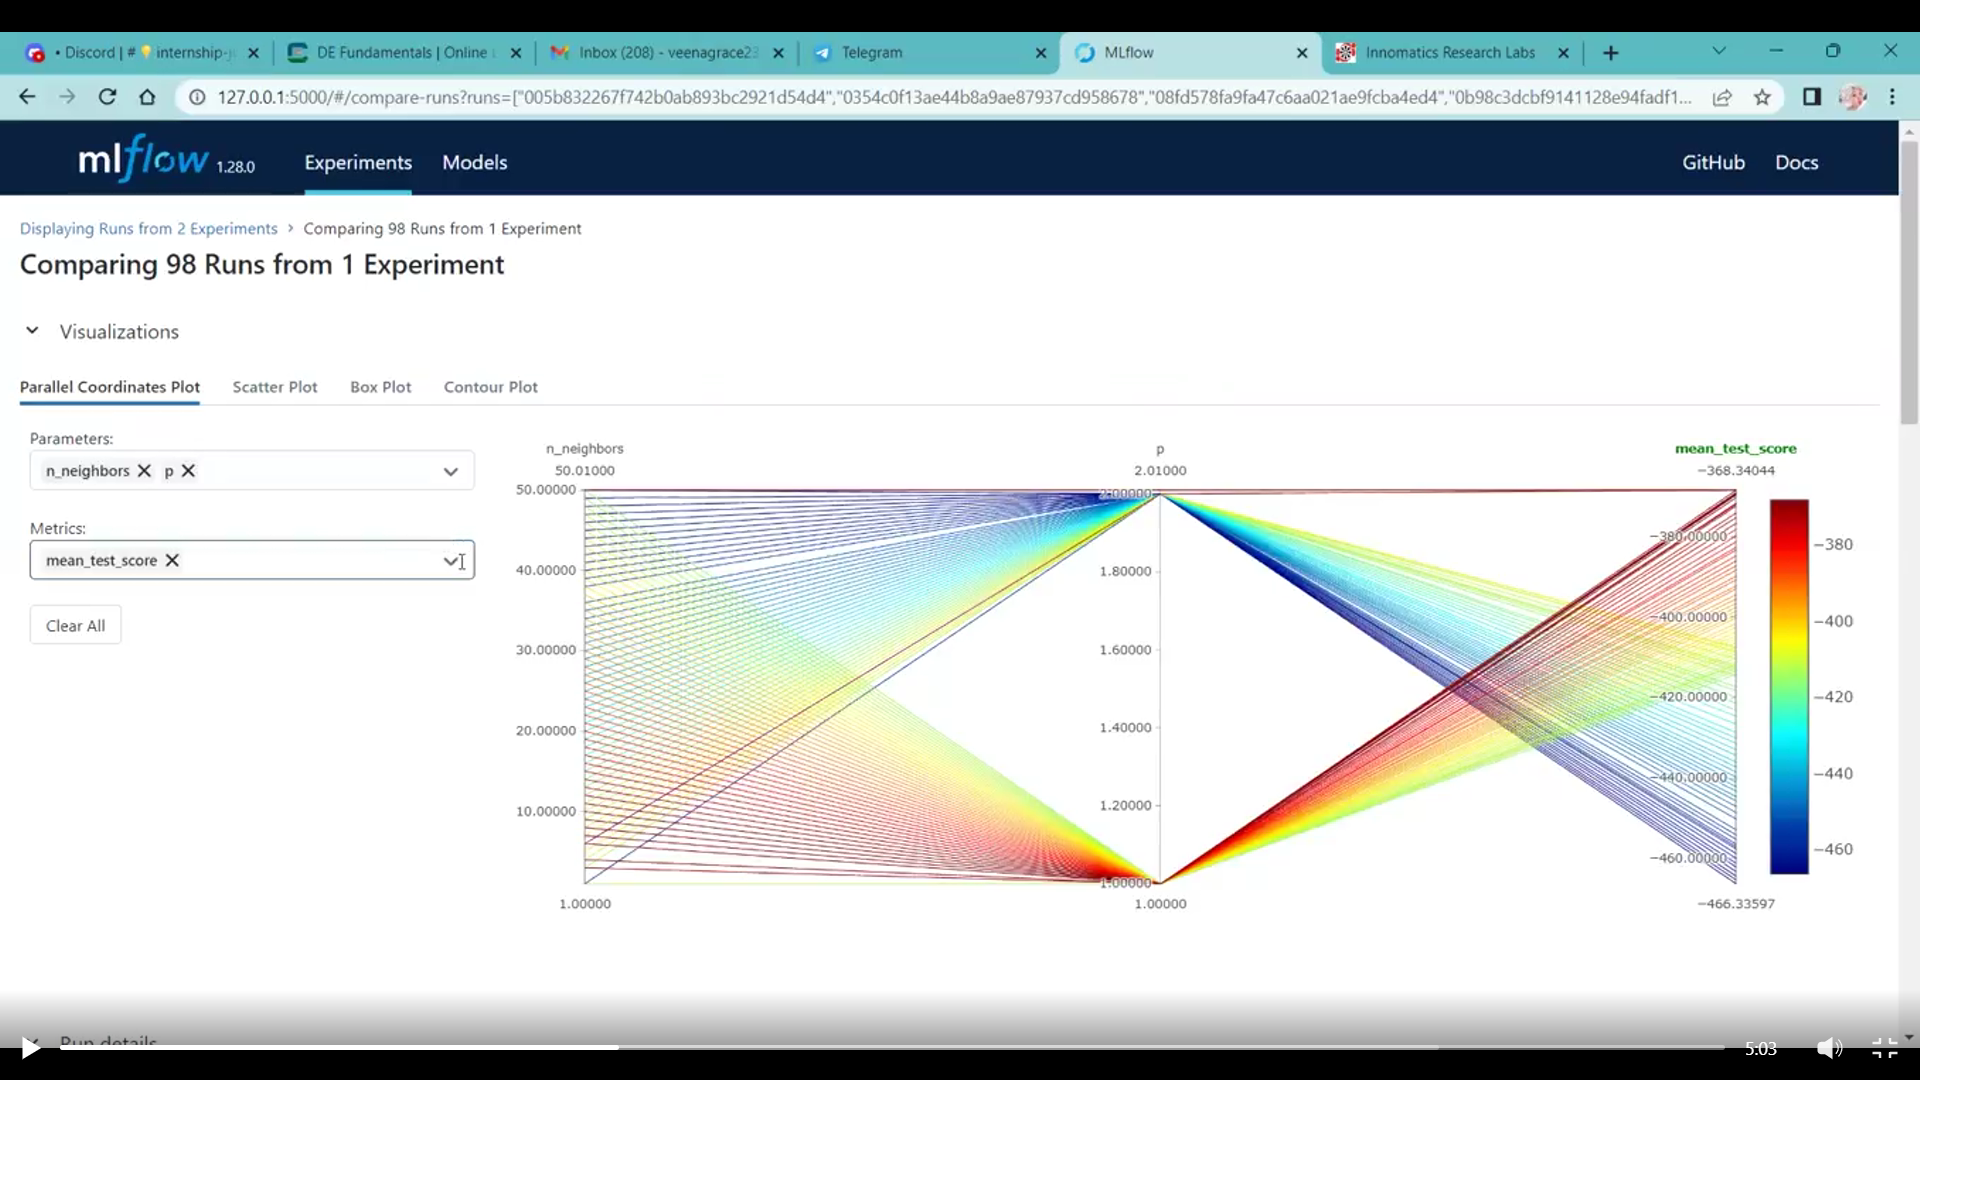 • Discord | # internship-j DE Fundamentals | Online Inbox (208) - veenagrace23 Telegram MLflow Innomatics Research Labs
127.0.0.1:5000/#/compare-runs?runs=["005b832267f742b0ab893bc2921d54d4","0354c0f13ae44b8a9ae87937cd958678","08fd578fa9fa47c6aa021ae9fcba4ed4","0b98c3dcbf9141128e94fadf1...
mlflow 1.28.0 Experiments Models GitHub Docs
Displaying Runs from 2 Experiments > Comparing 98 Runs from 1 Experiment
Comparing 98 Runs from 1 Experiment
Visualizations
Parallel Coordinates Plot Scatter Plot Box Plot Contour Plot
Parameters:
n_neighbors p
Metrics:
mean_test_score
Clear All
n_neighbors
50.01000
50.00000
40.00000
30.00000
20.00000
10.00000
1.00000
p
2.01000
2.00000
1.80000
1.60000
1.40000
1.20000
1.00000
1.00000
mean_test_score
−368.34044
−380.00000
−400.00000
−420.00000
−440.00000
−460.00000
−466.33597
−380
−400
−420
−440
−460
Run details
5:03